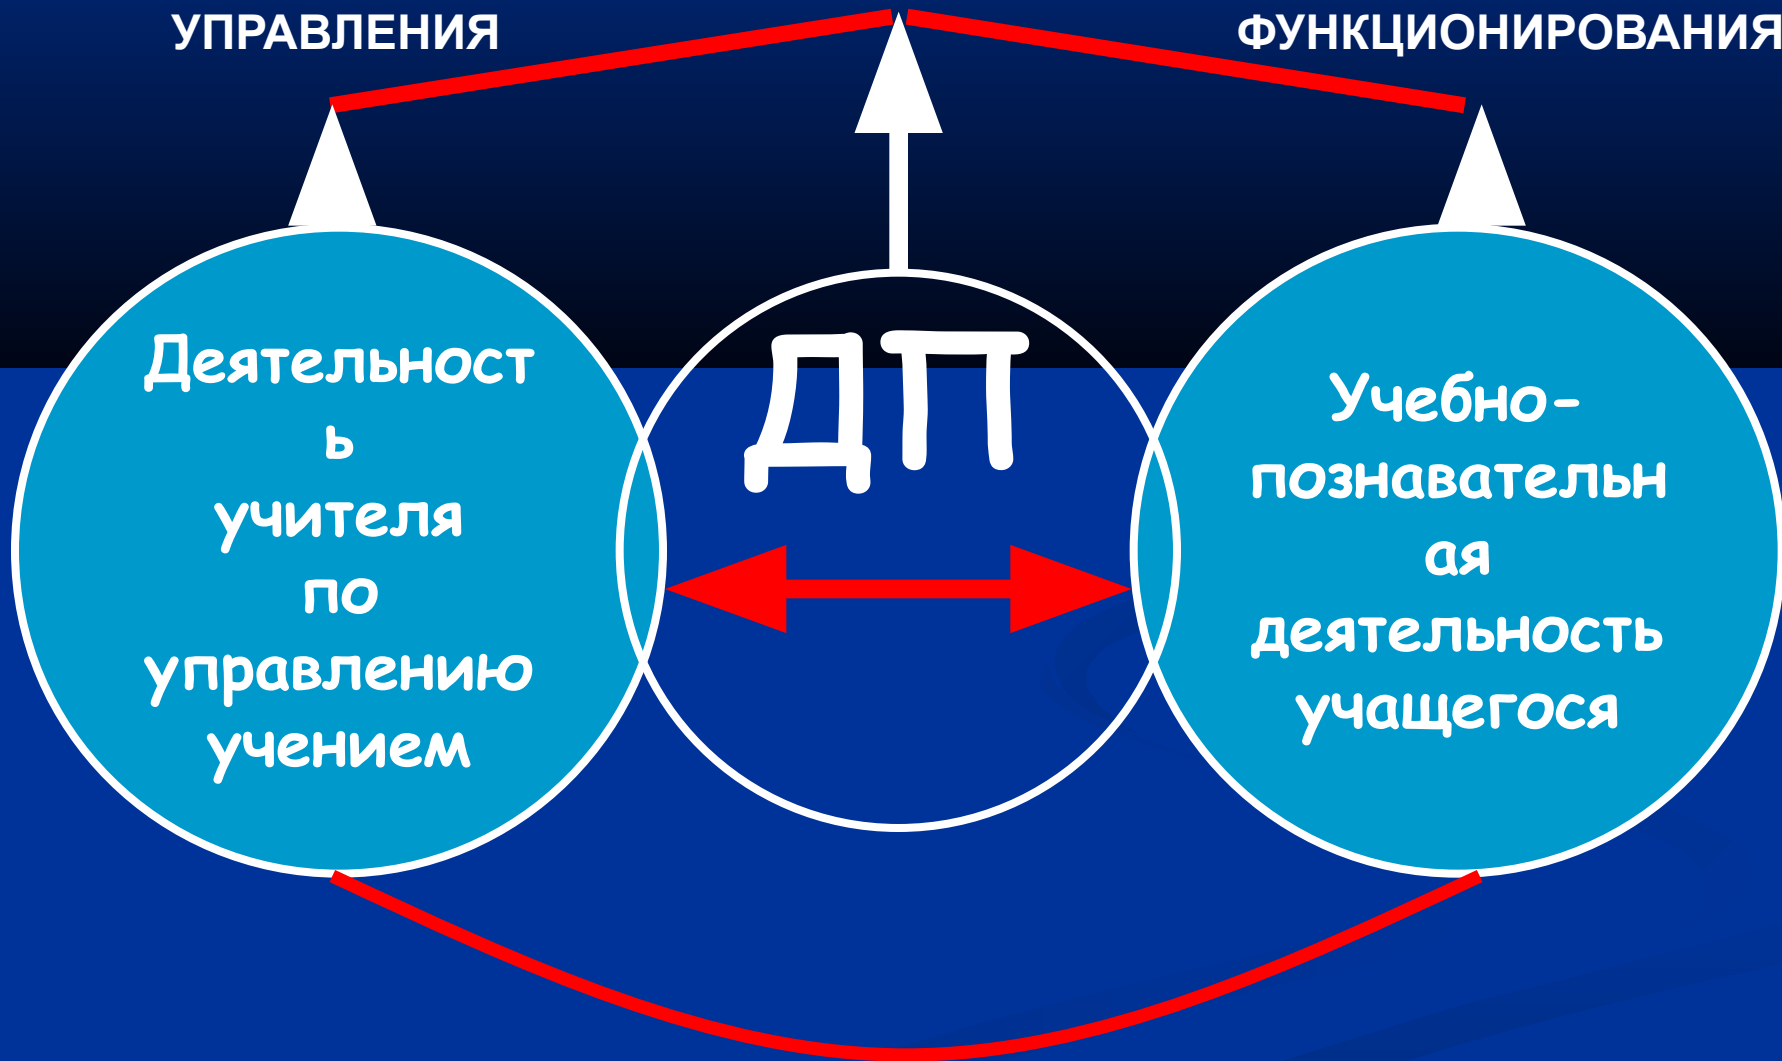 УПРАВЛЕНИЯ
ФУНКЦИОНИРОВАНИЯ
Деятельност
ь
учителя
по
управлению
учением
ДП
Учебно-
познавательн
ая
деятельность
учащегося